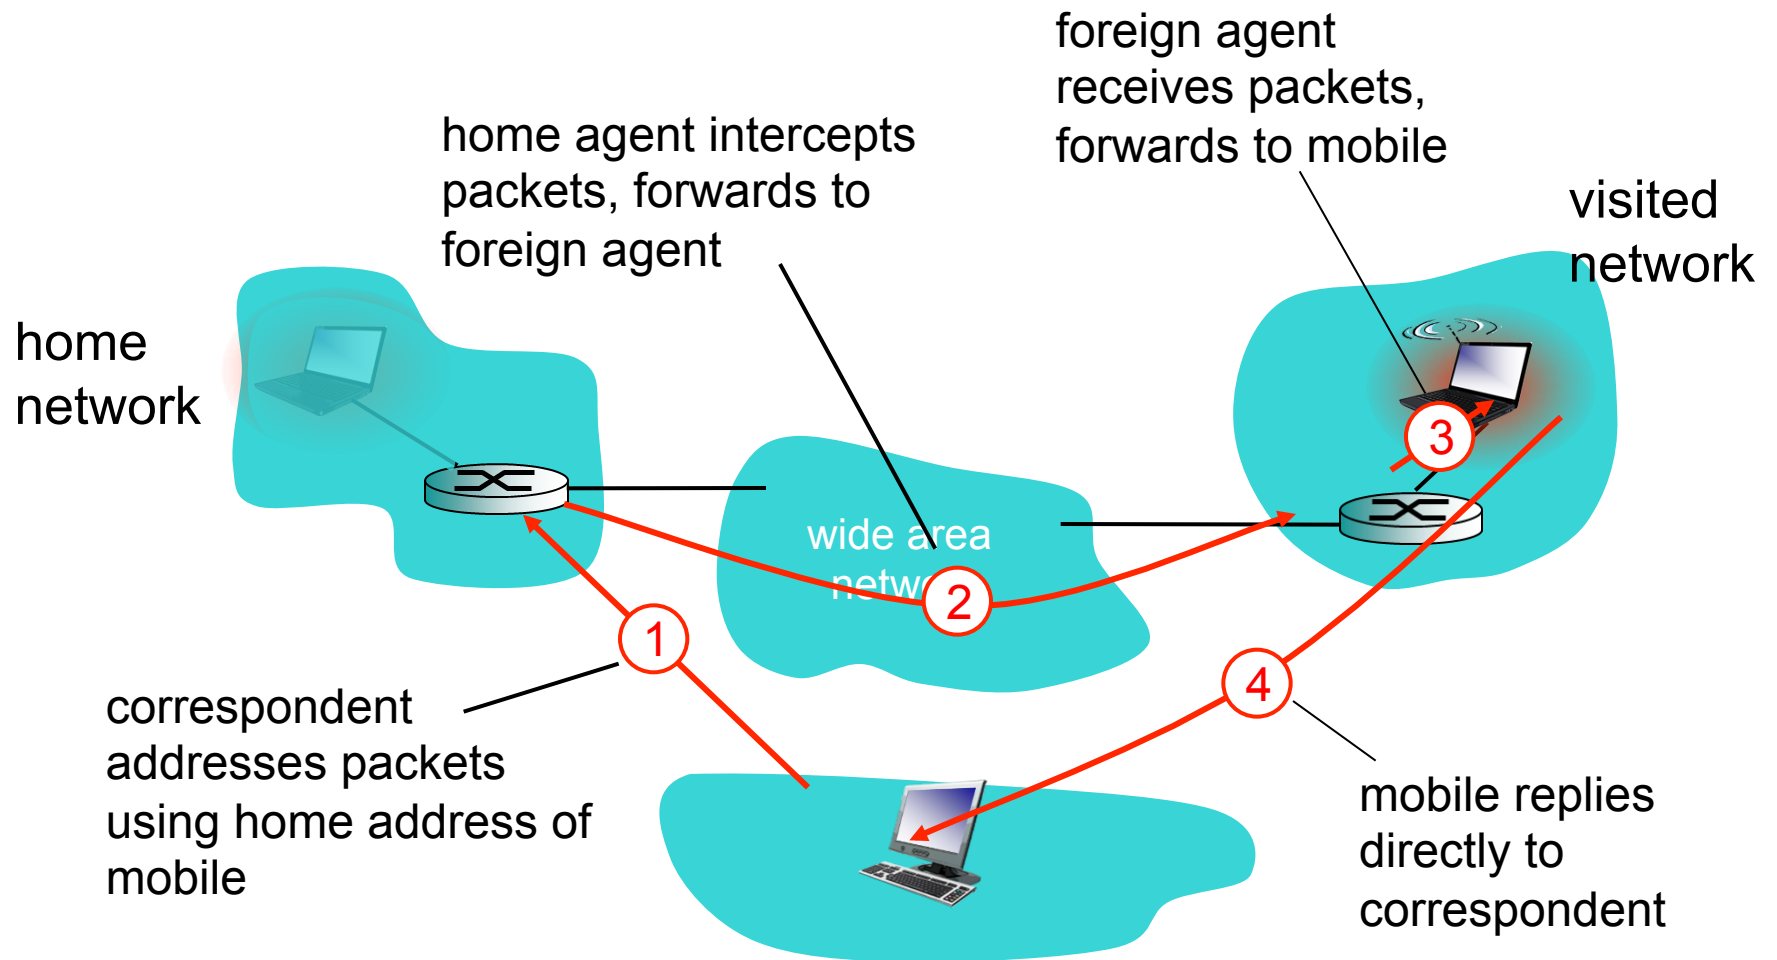 foreign agent
receives packets,
forwards to mobile
home agent intercepts
packets, forwards to
foreign agent
visited
network
home
network
3
wide area
netwo
2
1
4
correspondent
addresses packets
using home address of
mobile
mobile replies
directly to
correspondent